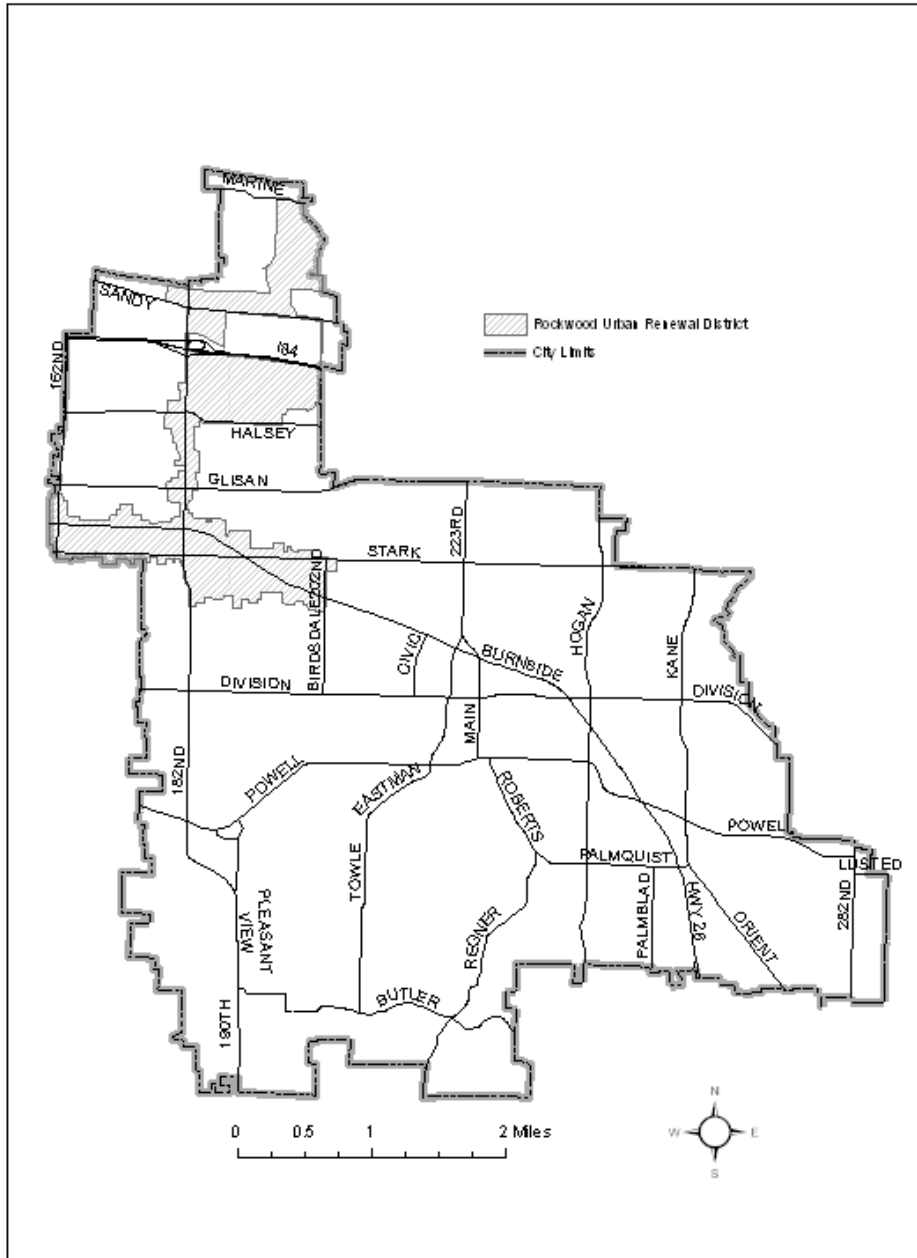 MARINE
SANDY
I84
162ND
HALSEY
GLISAN
STARK
223RD
BIRDSDALE202ND
CIVIC
BURNSIDE
HOGAN
KANE
DIVISION
DIVISION
MAIN
182ND
POWELL
EASTMAN
ROBERTS
POWEL
PALMQUIST
LUSTED
TOWLE
PLEASANT
VIEW
REGNER
PALMBLAD
HWY 26
ORIENT
282ND
BUTLER
190TH
Rockwood Urban Renewal District
City Limits
0 0.5 1 2 Miles
N
W E
S